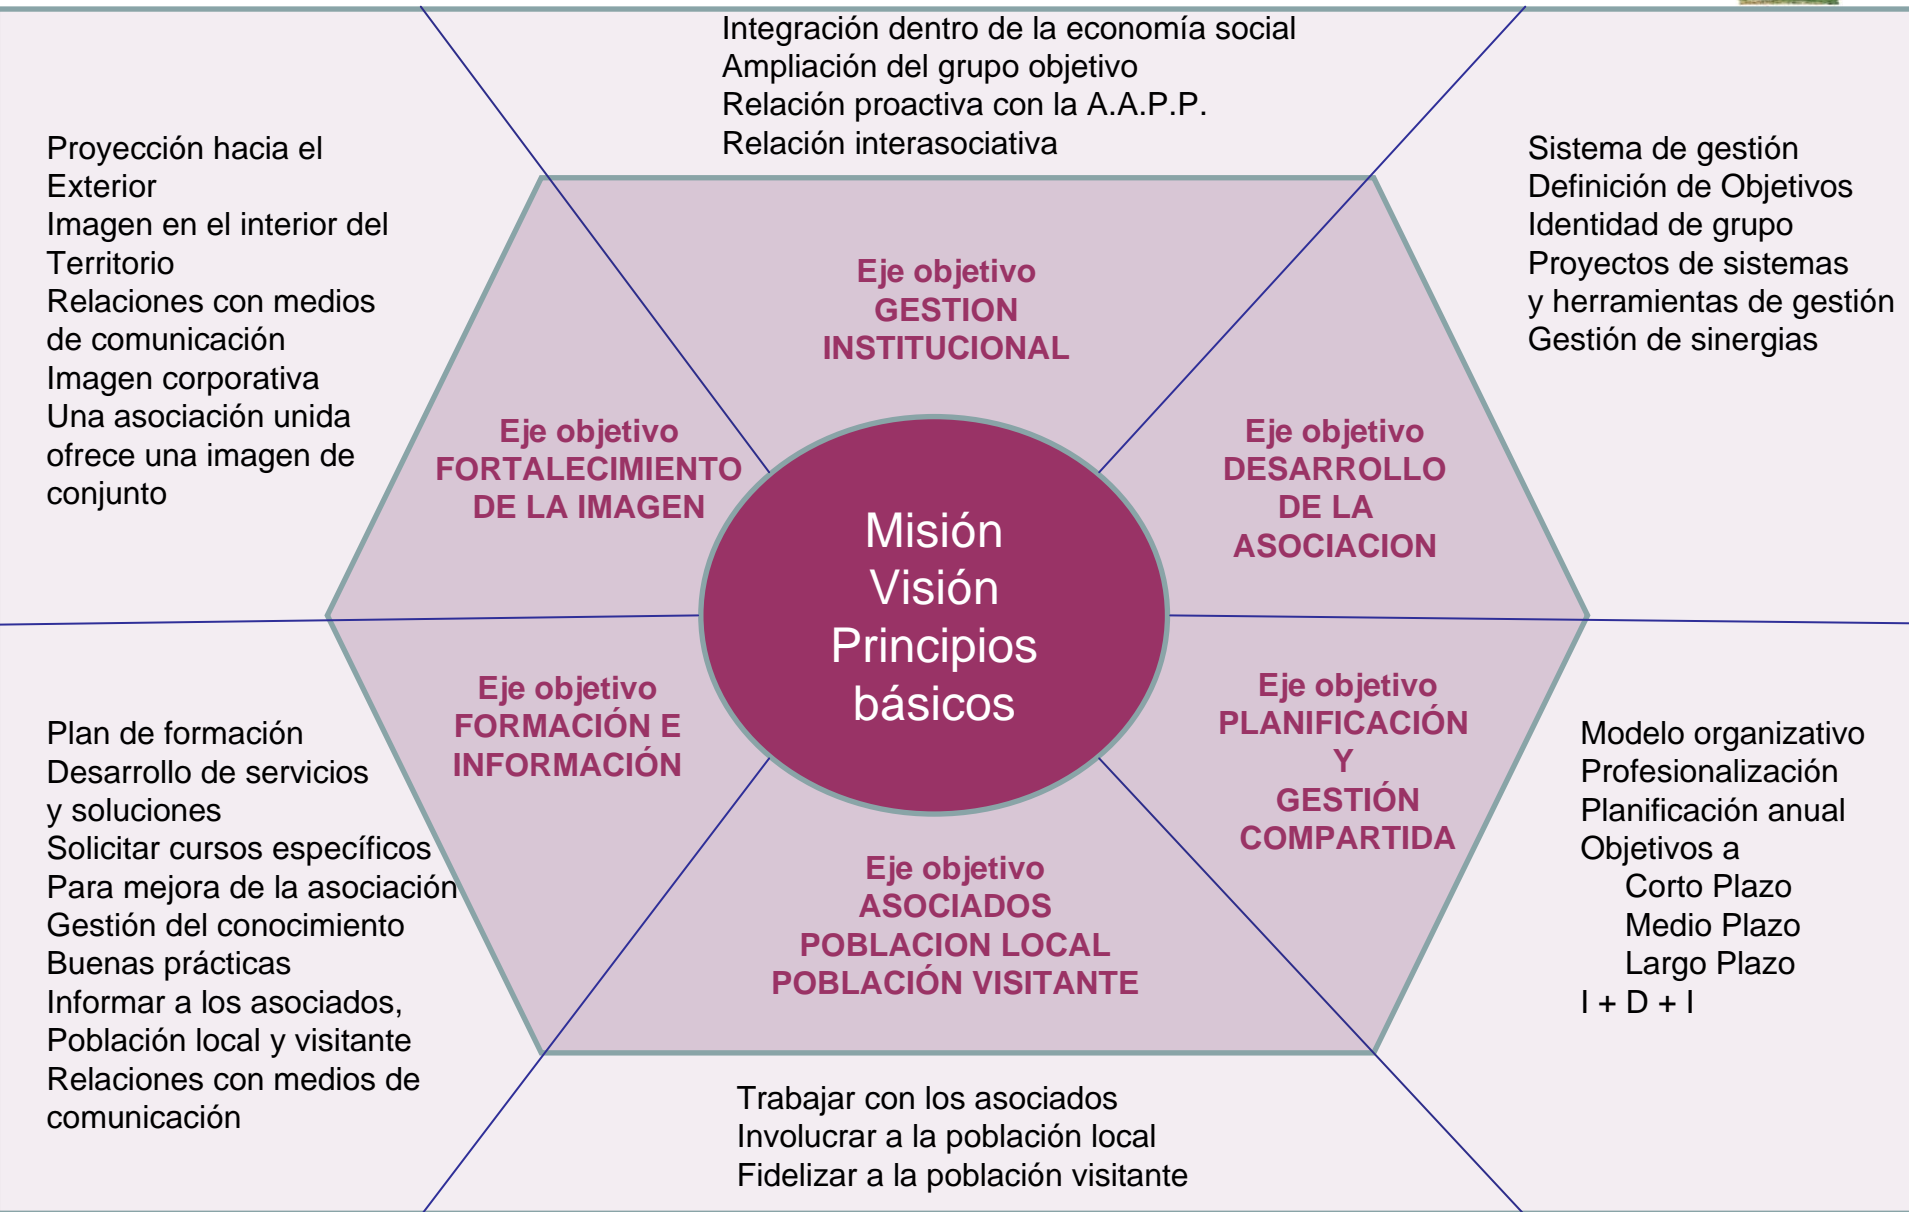 Integración dentro de la economía social
Ampliación del grupo objetivo
Relación proactiva con la A.A.P.P.
Relación interasociativa
Proyección hacia el
Exterior
Imagen en el interior del
Territorio
Relaciones con medios
de comunicación
Imagen corporativa
Una asociación unida
ofrece una imagen de
conjunto
Sistema de gestión
Definición de Objetivos
Identidad de grupo
Proyectos de sistemas
y herramientas de gestión
Gestión de sinergias
Eje objetivo
GESTION
INSTITUCIONAL
Eje objetivo
FORTALECIMIENTO
DE LA IMAGEN
Eje objetivo
DESARROLLO
DE LA
ASOCIACION
Misión
Visión
Principios
básicos
Eje objetivo
FORMACIÓN E
INFORMACIÓN
Eje objetivo
PLANIFICACIÓN
Y
GESTIÓN
COMPARTIDA
Eje objetivo
ASOCIADOS
POBLACION LOCAL
POBLACIÓN VISITANTE
Plan de formación
Desarrollo de servicios
y soluciones
Solicitar cursos específicos
Para mejora de la asociación
Gestión del conocimiento
Buenas prácticas
Informar a los asociados,
Población local y visitante
Relaciones con medios de
comunicación
Modelo organizativo
Profesionalización
Planificación anual
Objetivos a
Corto Plazo
Medio Plazo
Largo Plazo
I + D + I
Trabajar con los asociados
Involucrar a la población local
Fidelizar a la población visitante